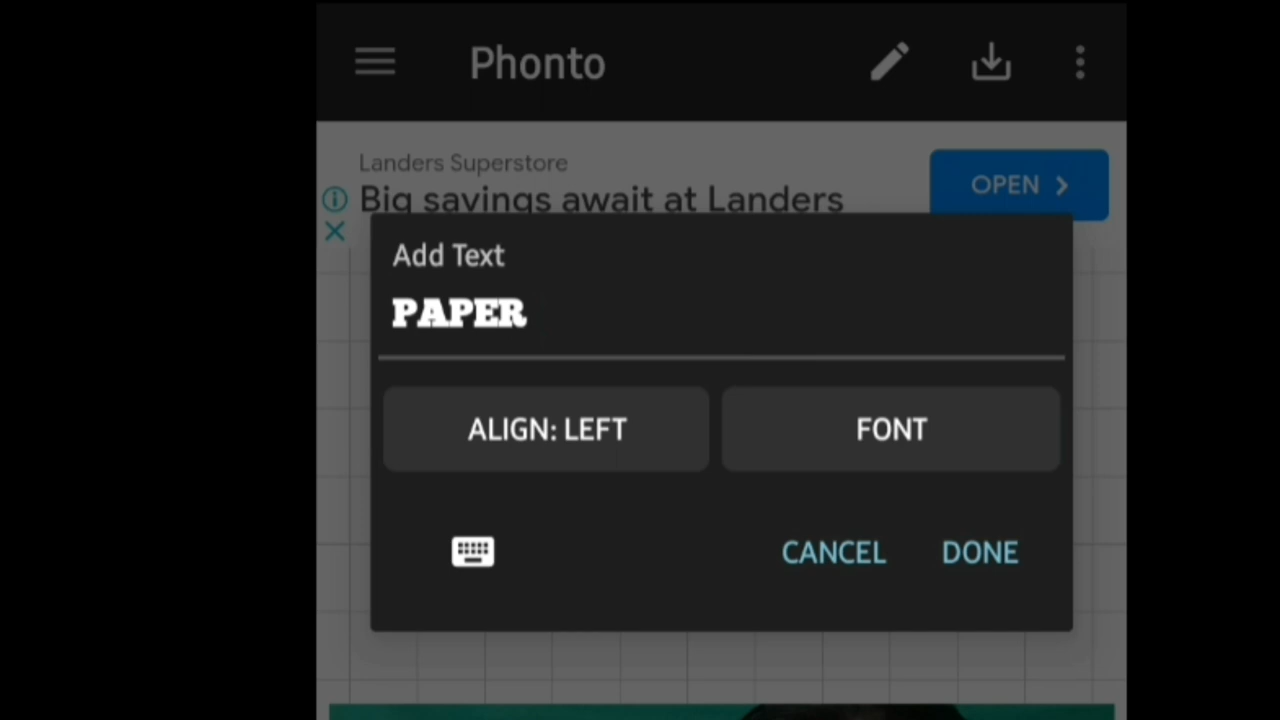 Phonto
Landers Superstore
Big savings await at Landers
OPEN
Add Text
PAPER
ALIGN: LEFT
FONT
CANCEL
DONE